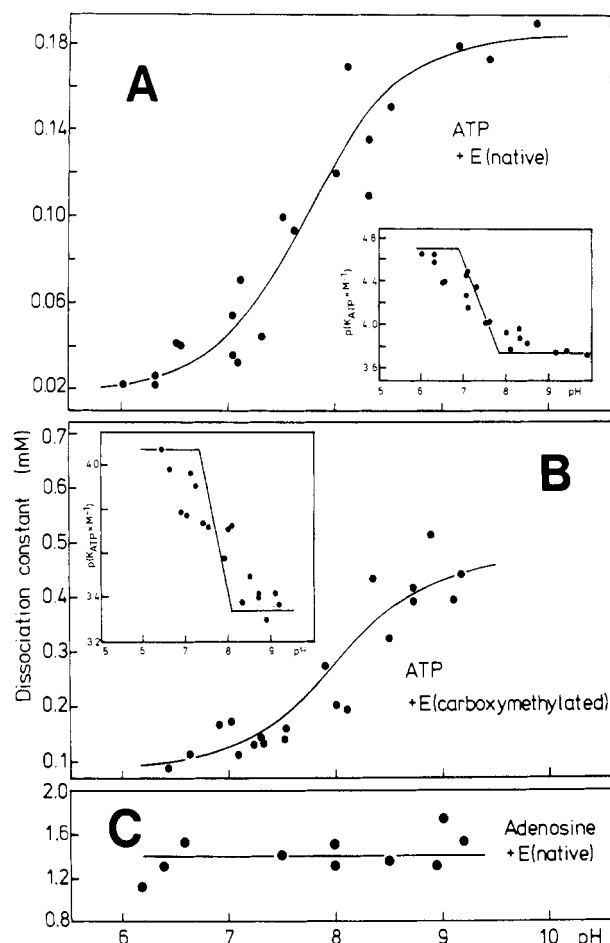 A
0.18
0.14
0.10
0.06
0.02
ATP
+ E (native)
p(K_ATP × M⁻¹)
4.8
4.4
4.0
3.6
5 6 7 8 9 pH
Dissociation constant (mM)
B
0.7
0.6
0.5
0.4
0.3
0.2
0.1
p(K_ATP × M⁻¹)
4.0
3.4
3.2
5 6 7 8 9 pH
ATP
+E(carboxymethylated)
C
2.0
1.6
1.2
0.8
Adenosine
+E(native)
6 7 8 9 10 pH